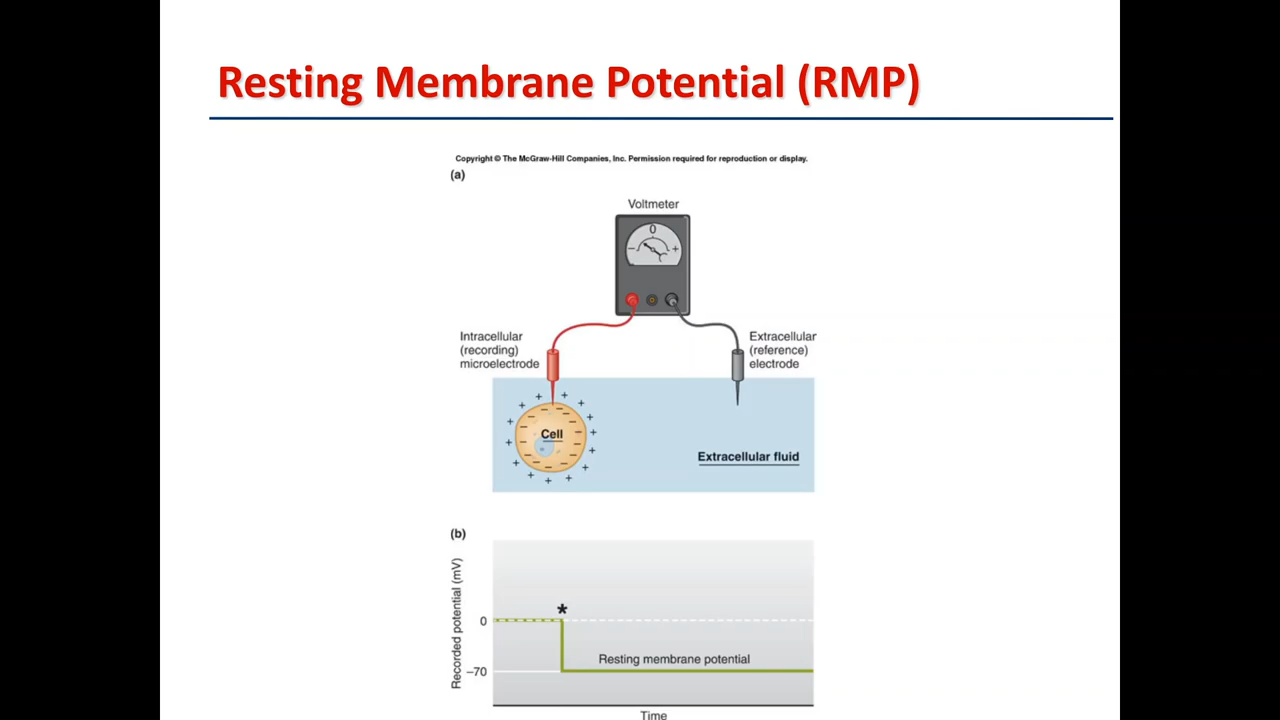 Resting Membrane Potential (RMP)
Copyright © The McGraw-Hill Companies, Inc. Permission required for reproduction or display.
(a)
Voltmeter
0
− +
Intracellular
(recording)
microelectrode
Extracellular
(reference)
electrode
Cell
Extracellular fluid
(b)
Recorded potential (mV)
*
0
Resting membrane potential
–70
Time